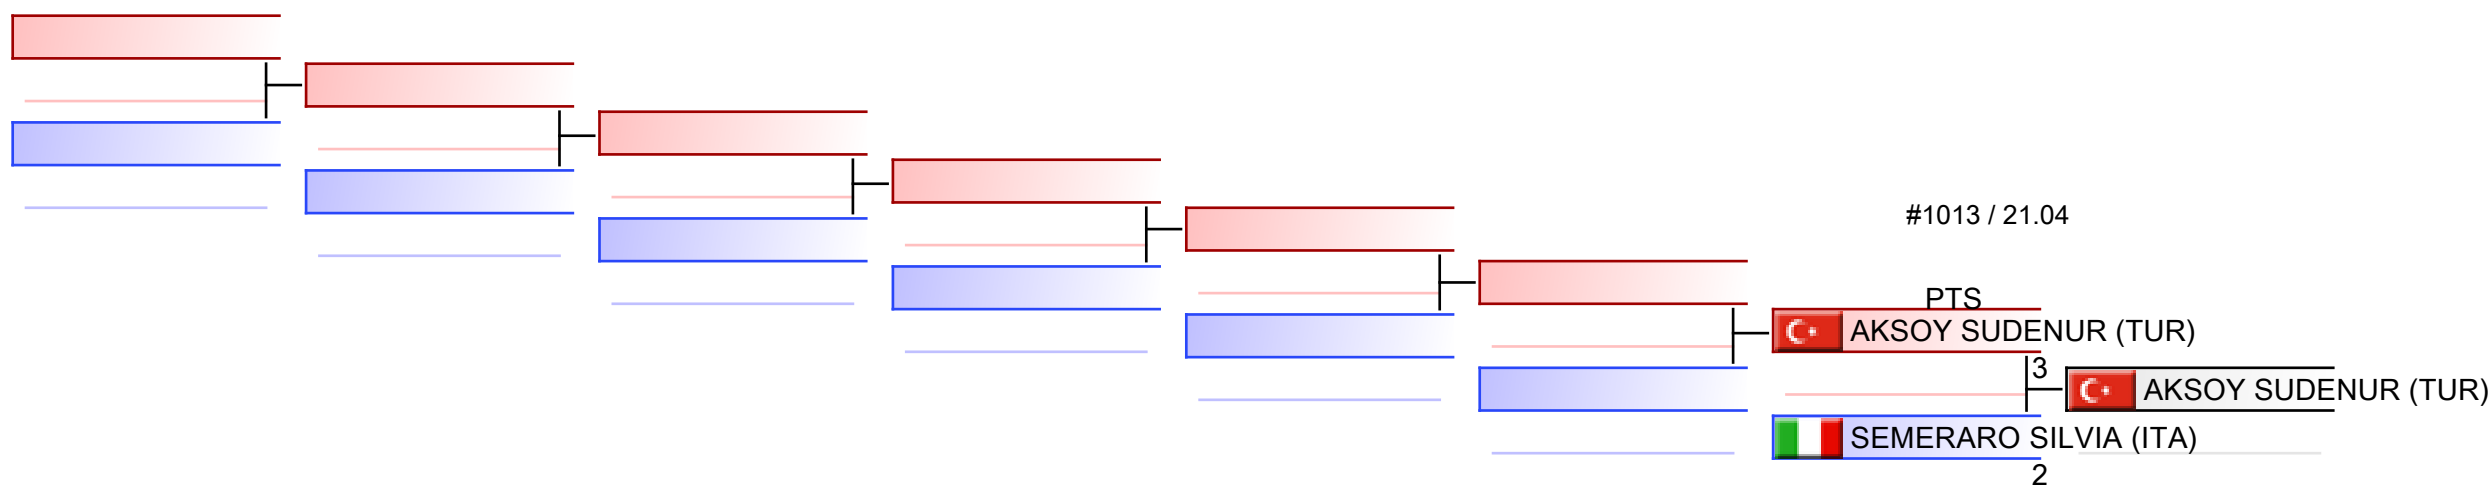 #1013 / 21.04
PTS
AKSOY SUDENUR (TUR)
3
AKSOY SUDENUR (TUR)
SEMERARO SILVIA (ITA)
2